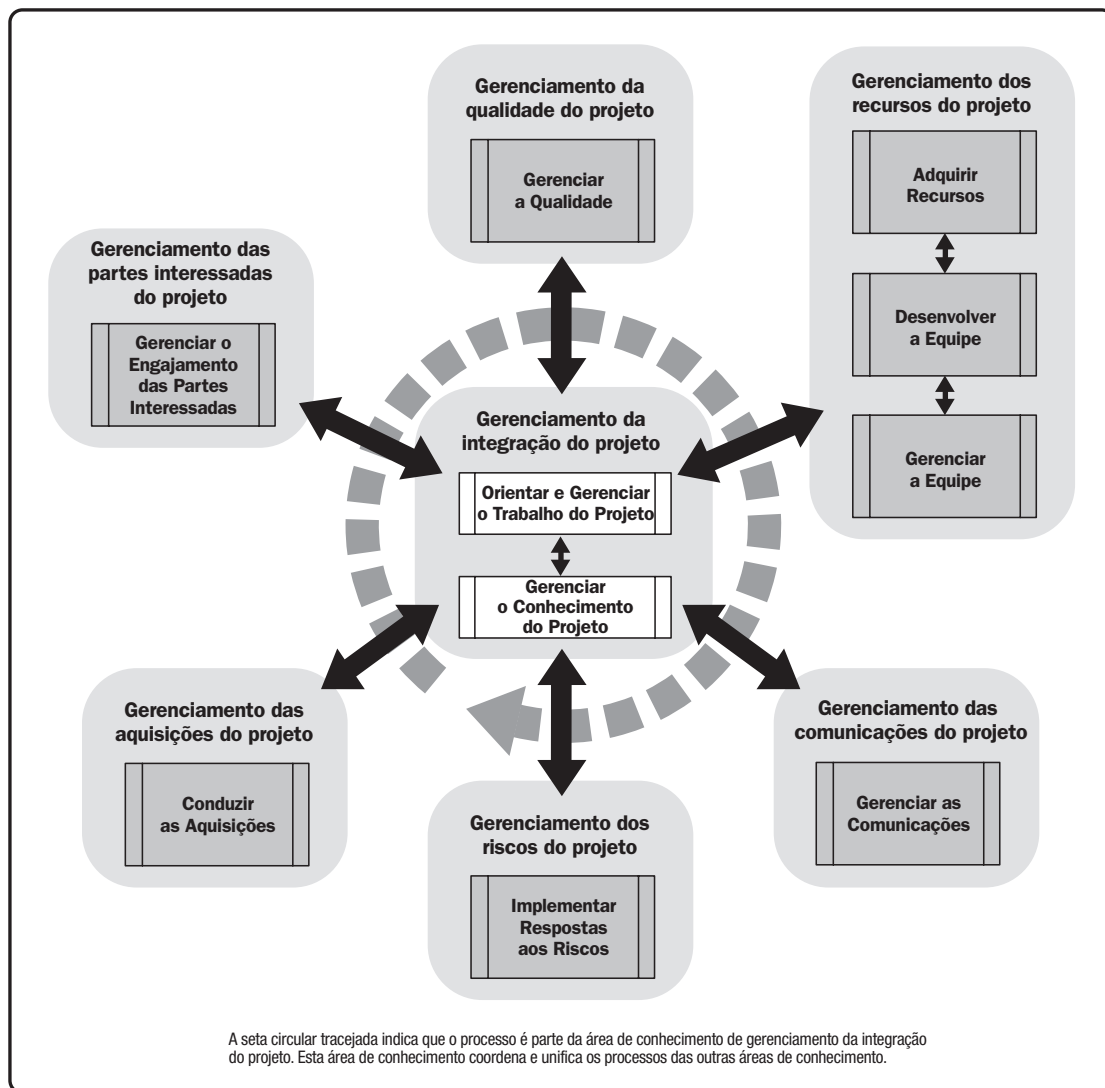 Gerenciamento da
qualidade do projeto
Gerenciar
a Qualidade
Gerenciamento dos
recursos do projeto
Adquirir
Recursos
Desenvolver
a Equipe
Gerenciar
a Equipe
Gerenciamento das
partes interessadas
do projeto
Gerenciar o
Engajamento
das Partes
Interessadas
Gerenciamento da
integração do projeto
Orientar e Gerenciar
o Trabalho do Projeto
Gerenciar
o Conhecimento
do Projeto
Gerenciamento das
aquisições do projeto
Conduzir
as Aquisições
Gerenciamento dos
riscos do projeto
Implementar
Respostas
aos Riscos
Gerenciamento das
comunicações do projeto
Gerenciar as
Comunicações
A seta circular tracejada indica que o processo é parte da área de conhecimento de gerenciamento da integração
do projeto. Esta área de conhecimento coordena e unifica os processos das outras áreas de conhecimento.